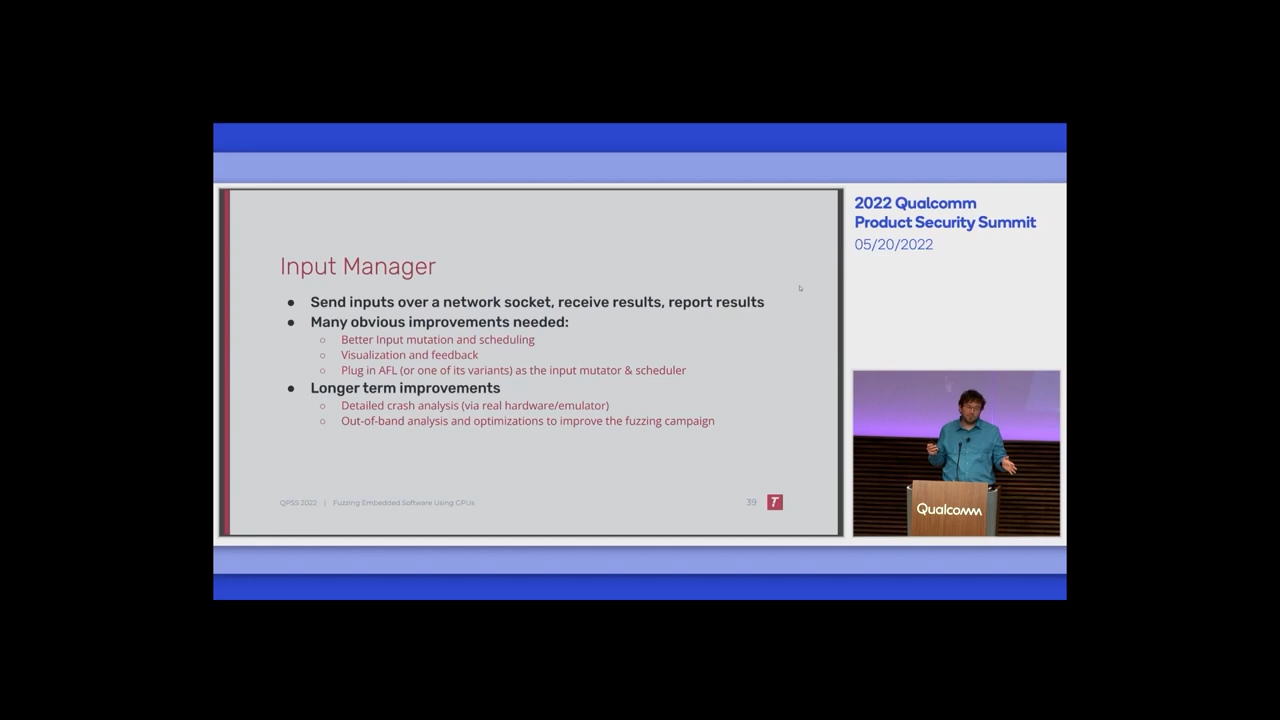 Input Manager
● Send inputs over a network socket, receive results, report results
● Many obvious improvements needed:
○ Better Input mutation and scheduling
○ Visualization and feedback
○ Plug in AFL (or one of its variants) as the input mutator & scheduler
● Longer term improvements
○ Detailed crash analysis (via real hardware/emulator)
○ Out-of-band analysis and optimizations to improve the fuzzing campaign
QPSS 2022 | Fuzzing Embedded Software Using GPUs
39
T
2022 Qualcomm
Product Security Summit
05/20/2022
Qualcomm